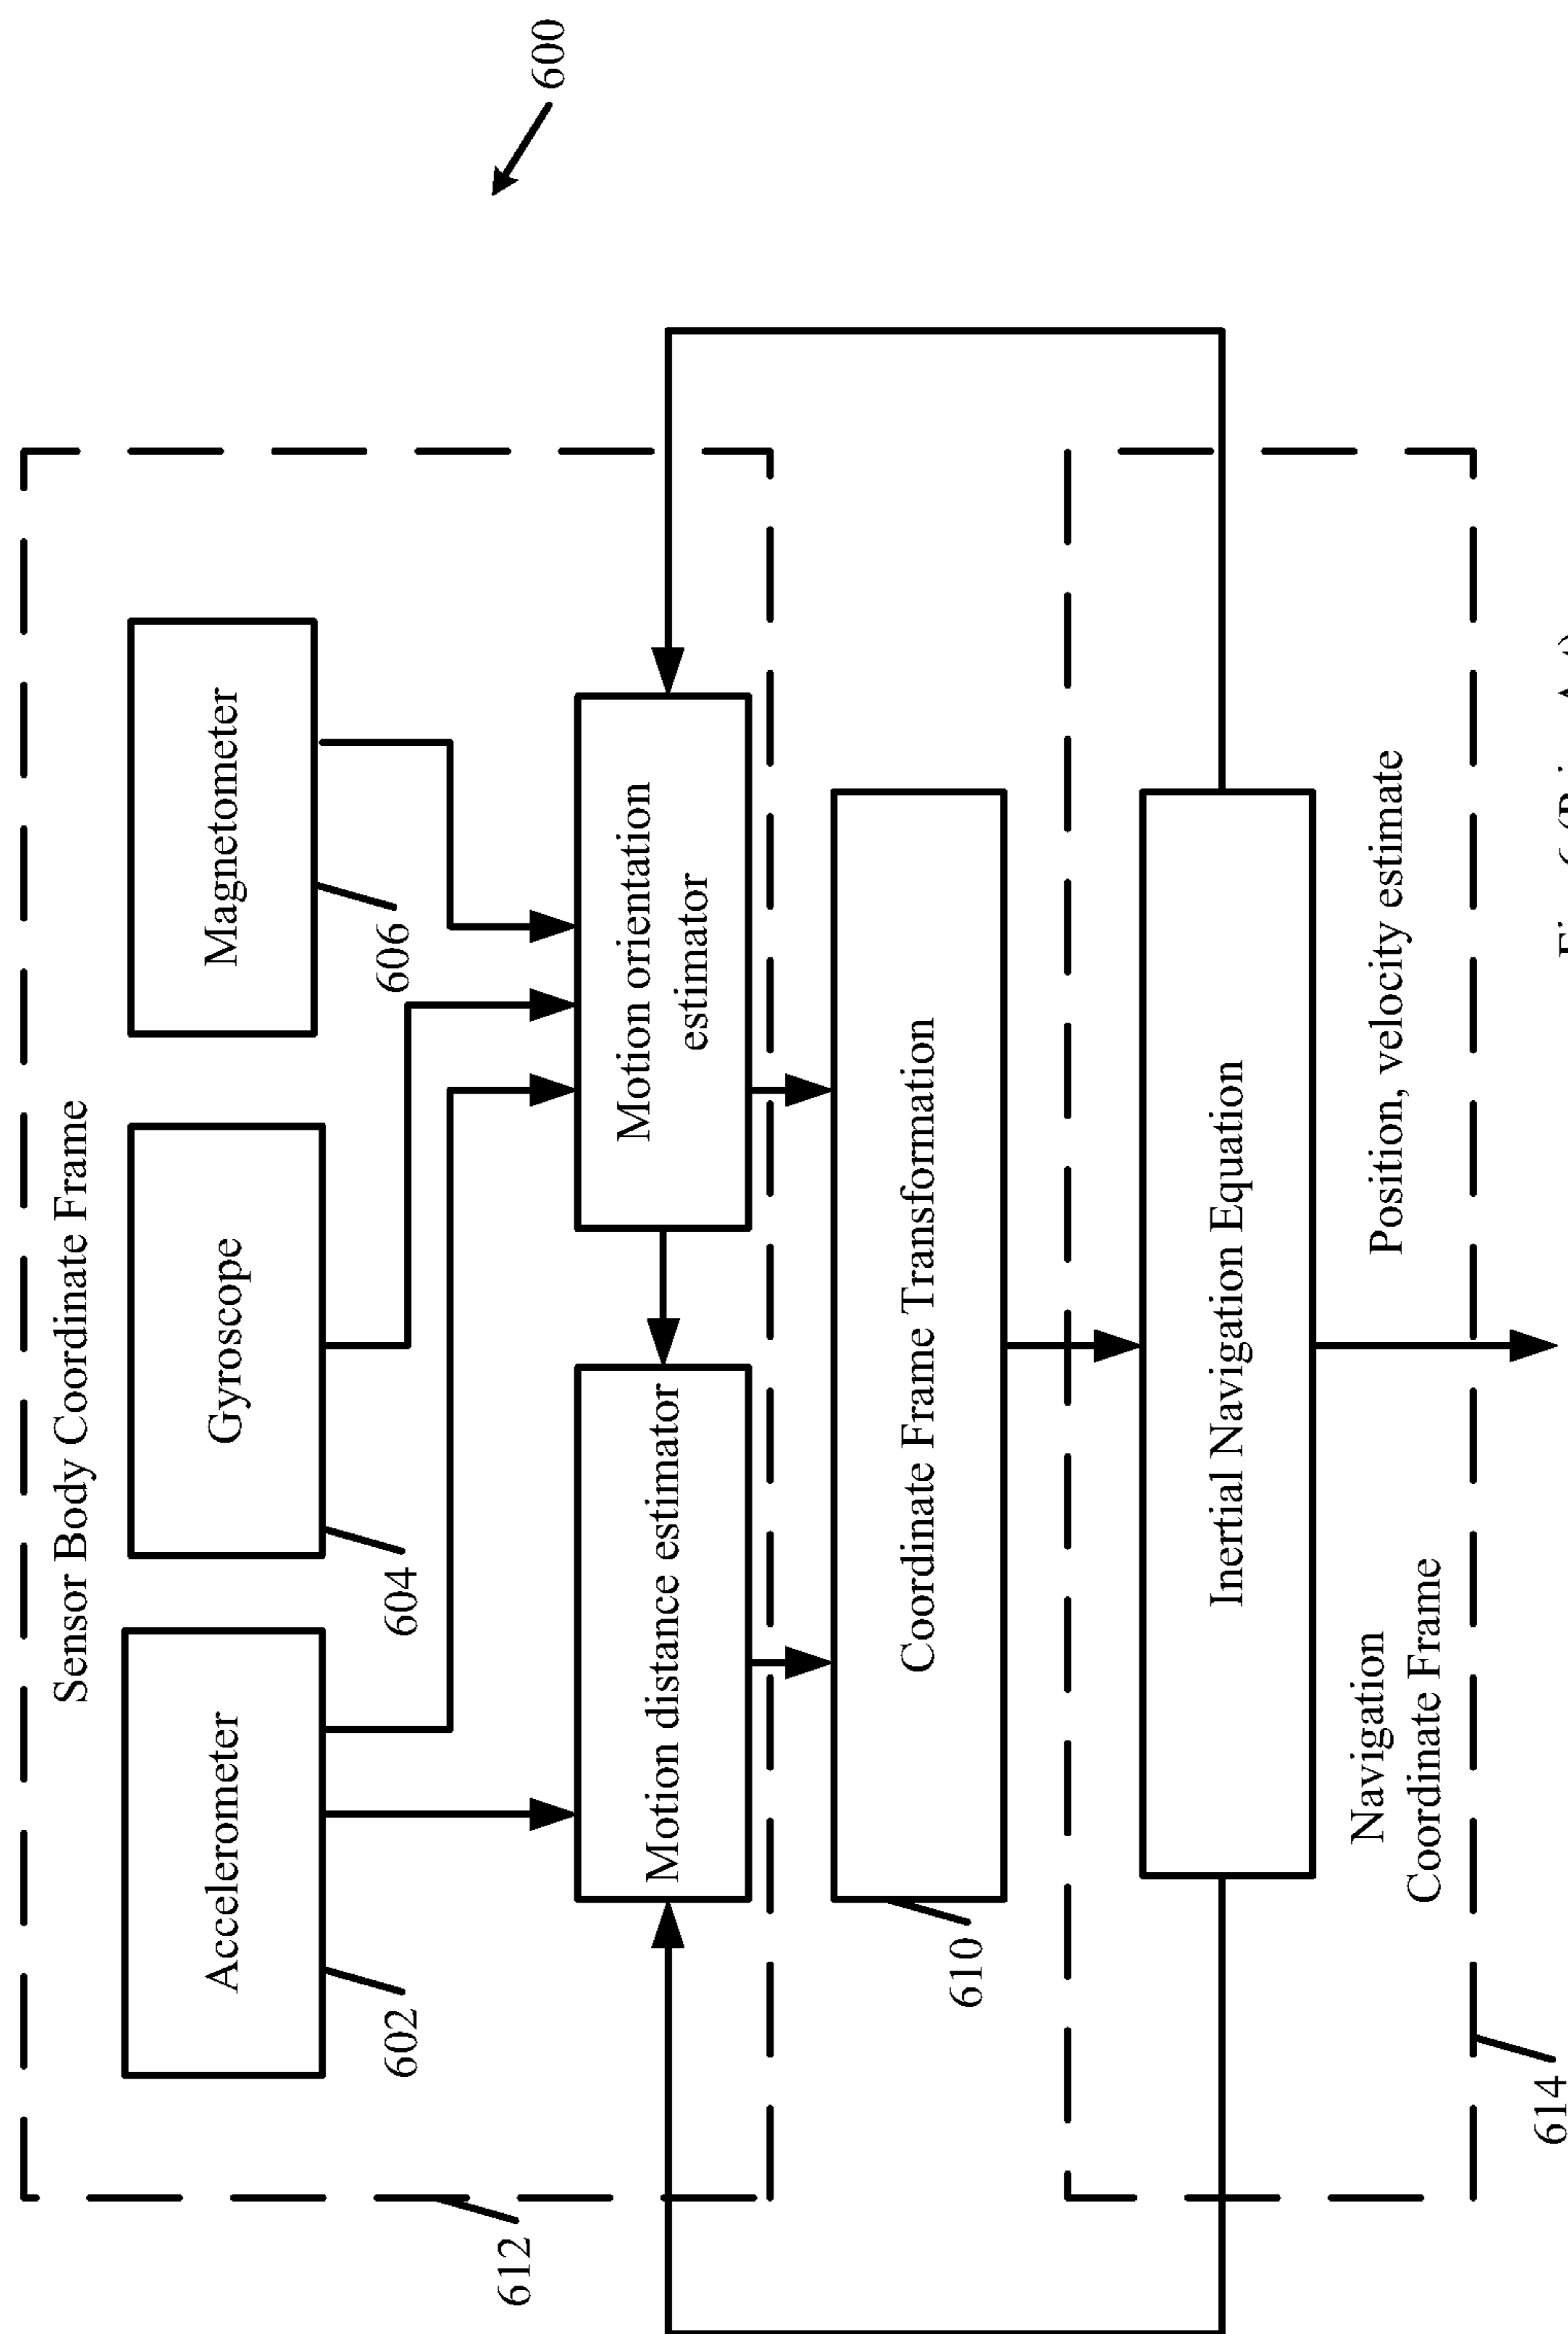 600
Sensor Body Coordinate Frame
Accelerometer
Gyroscope
Magnetometer
602
604
606
612
Motion distance estimator
Motion orientation
estimator
Coordinate Frame Transformation
610
Inertial Navigation Equation
Navigation
Coordinate Frame
Position, velocity estimate
614